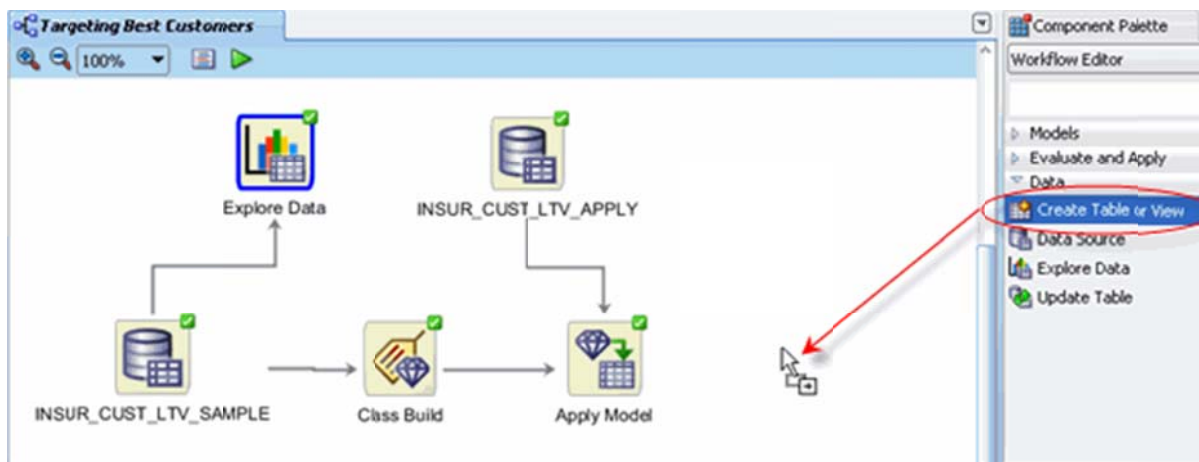 Targeting Best Customers
100%
Explore Data
INSUR_CUST_LTV_APPLY
INSUR_CUST_LTV_SAMPLE
Class Build
Apply Model
Component Palette
Workflow Editor
Models
Evaluate and Apply
Data
Create Table or View
Data Source
Explore Data
Update Table